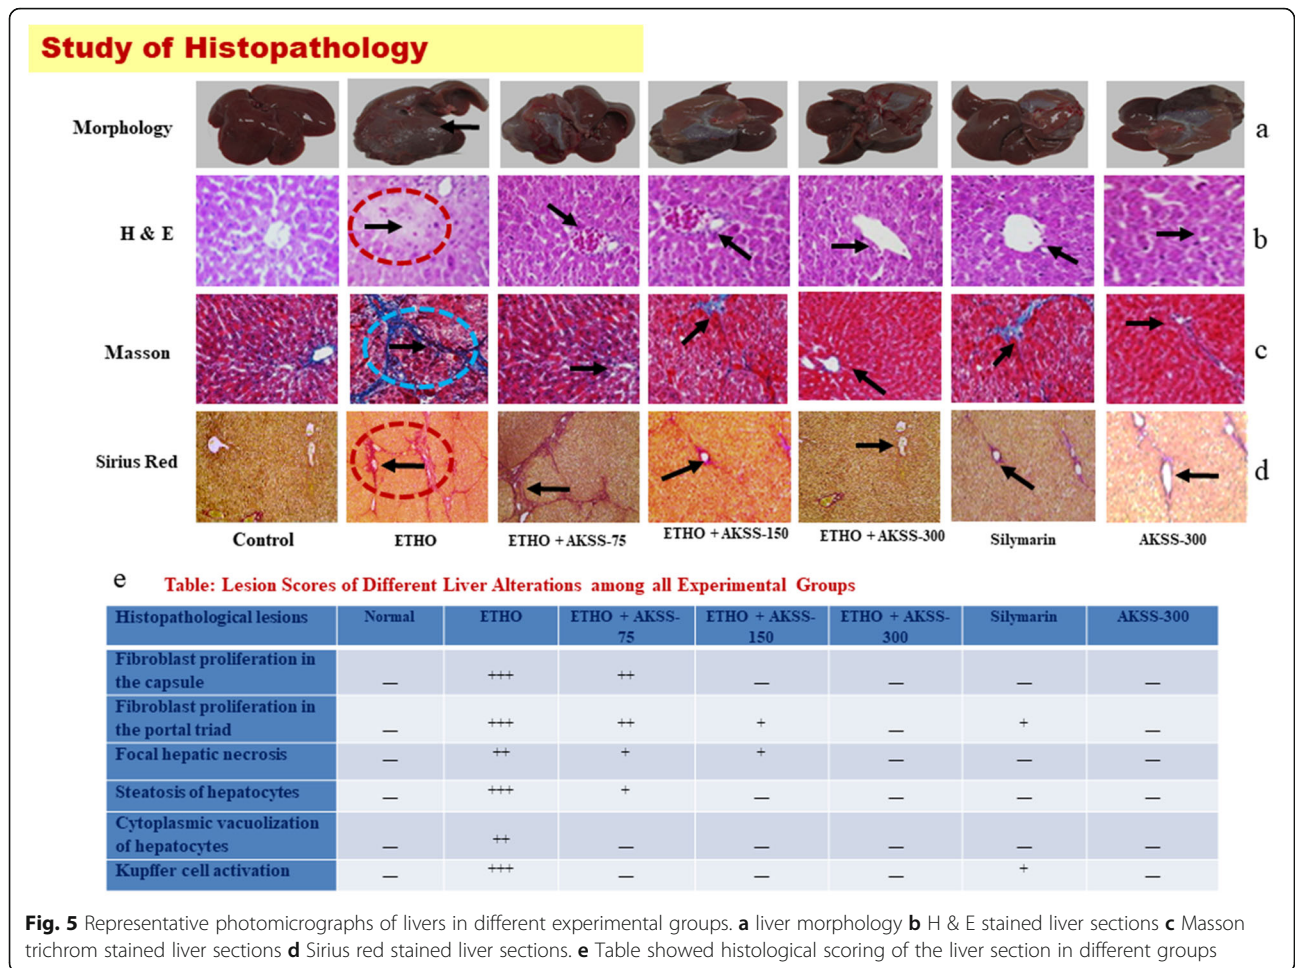 Study of Histopathology
Morphology
a
H & E
b
Masson
c
Sirius Red
d
Control ETHO ETHO + AKSS-75 ETHO + AKSS-150 ETHO + AKSS-300 Silymarin AKSS-300
e Table: Lesion Scores of Different Liver Alterations among all Experimental Groups
Histopathological lesions Normal ETHO ETHO + AKSS- ETHO + AKSS- ETHO + AKSS- Silymarin AKSS-300
75 150 300
Fibroblast proliferation in
the capsule — +++ ++ — — — —
Fibroblast proliferation in
the portal triad — +++ ++ + — + —
Focal hepatic necrosis — ++ + + — — —
Steatosis of hepatocytes — +++ + — — — —
Cytoplasmic vacuolization
of hepatocytes — ++ — — — — —
Kupffer cell activation — +++ — — — + —
Fig. 5 Representative photomicrographs of livers in different experimental groups. a liver morphology b H & E stained liver sections c Masson
trichrom stained liver sections d Sirius red stained liver sections. e Table showed histological scoring of the liver section in different groups